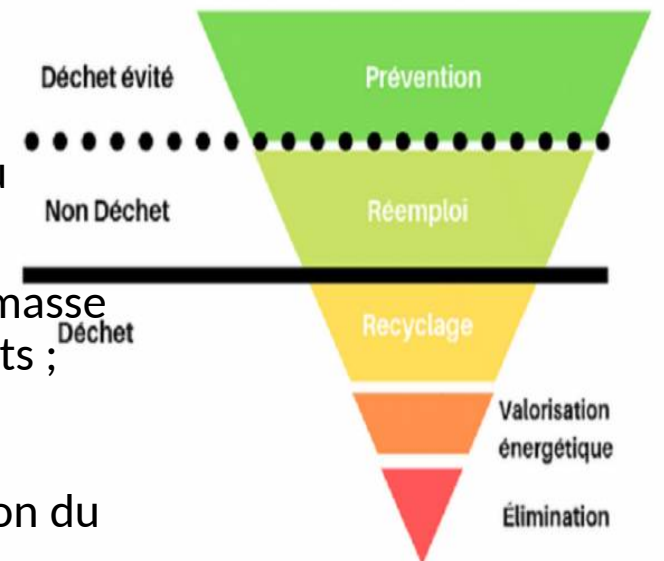 Déchet évité
Prévention
Non Déchet
Réemploi
masse
Déchet
ts ;
Recyclage
Valorisation
énergétique
on du
Élimination